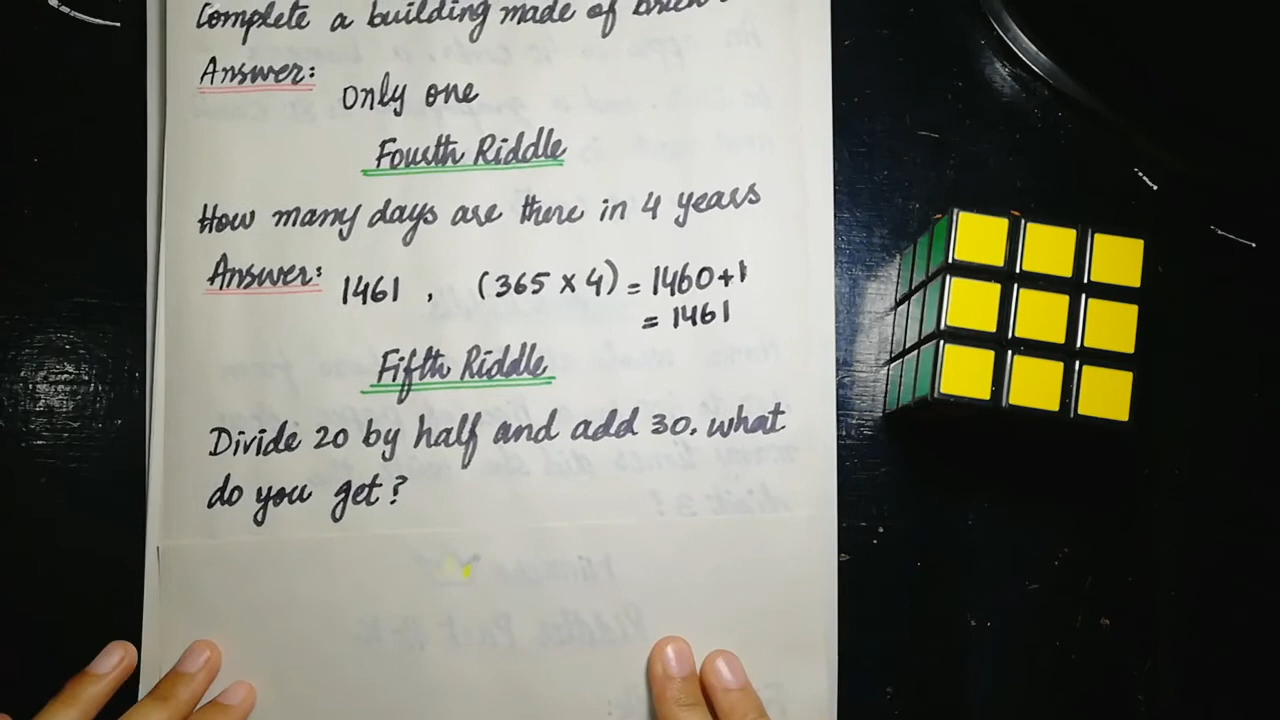 Complete a building made of brick?
Answer:
Only one
Fourth Riddle
How many days are there in 4 years
Answer: 1461, (365 x 4) = 1460+1
= 1461
Fifth Riddle
Divide 20 by half and add 30. what
do you get?